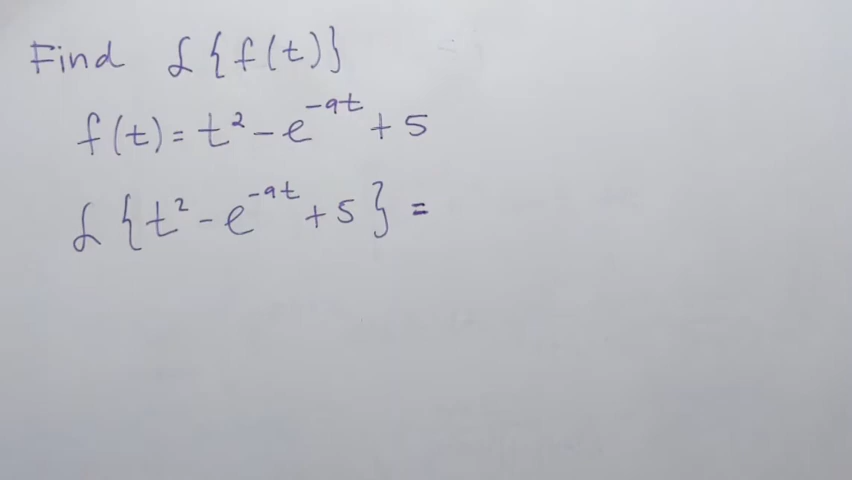 Find ℒ{f(t)}
f(t) = t² - e^{-9t} + 5
ℒ{t² - e^{-9t} + 5} =